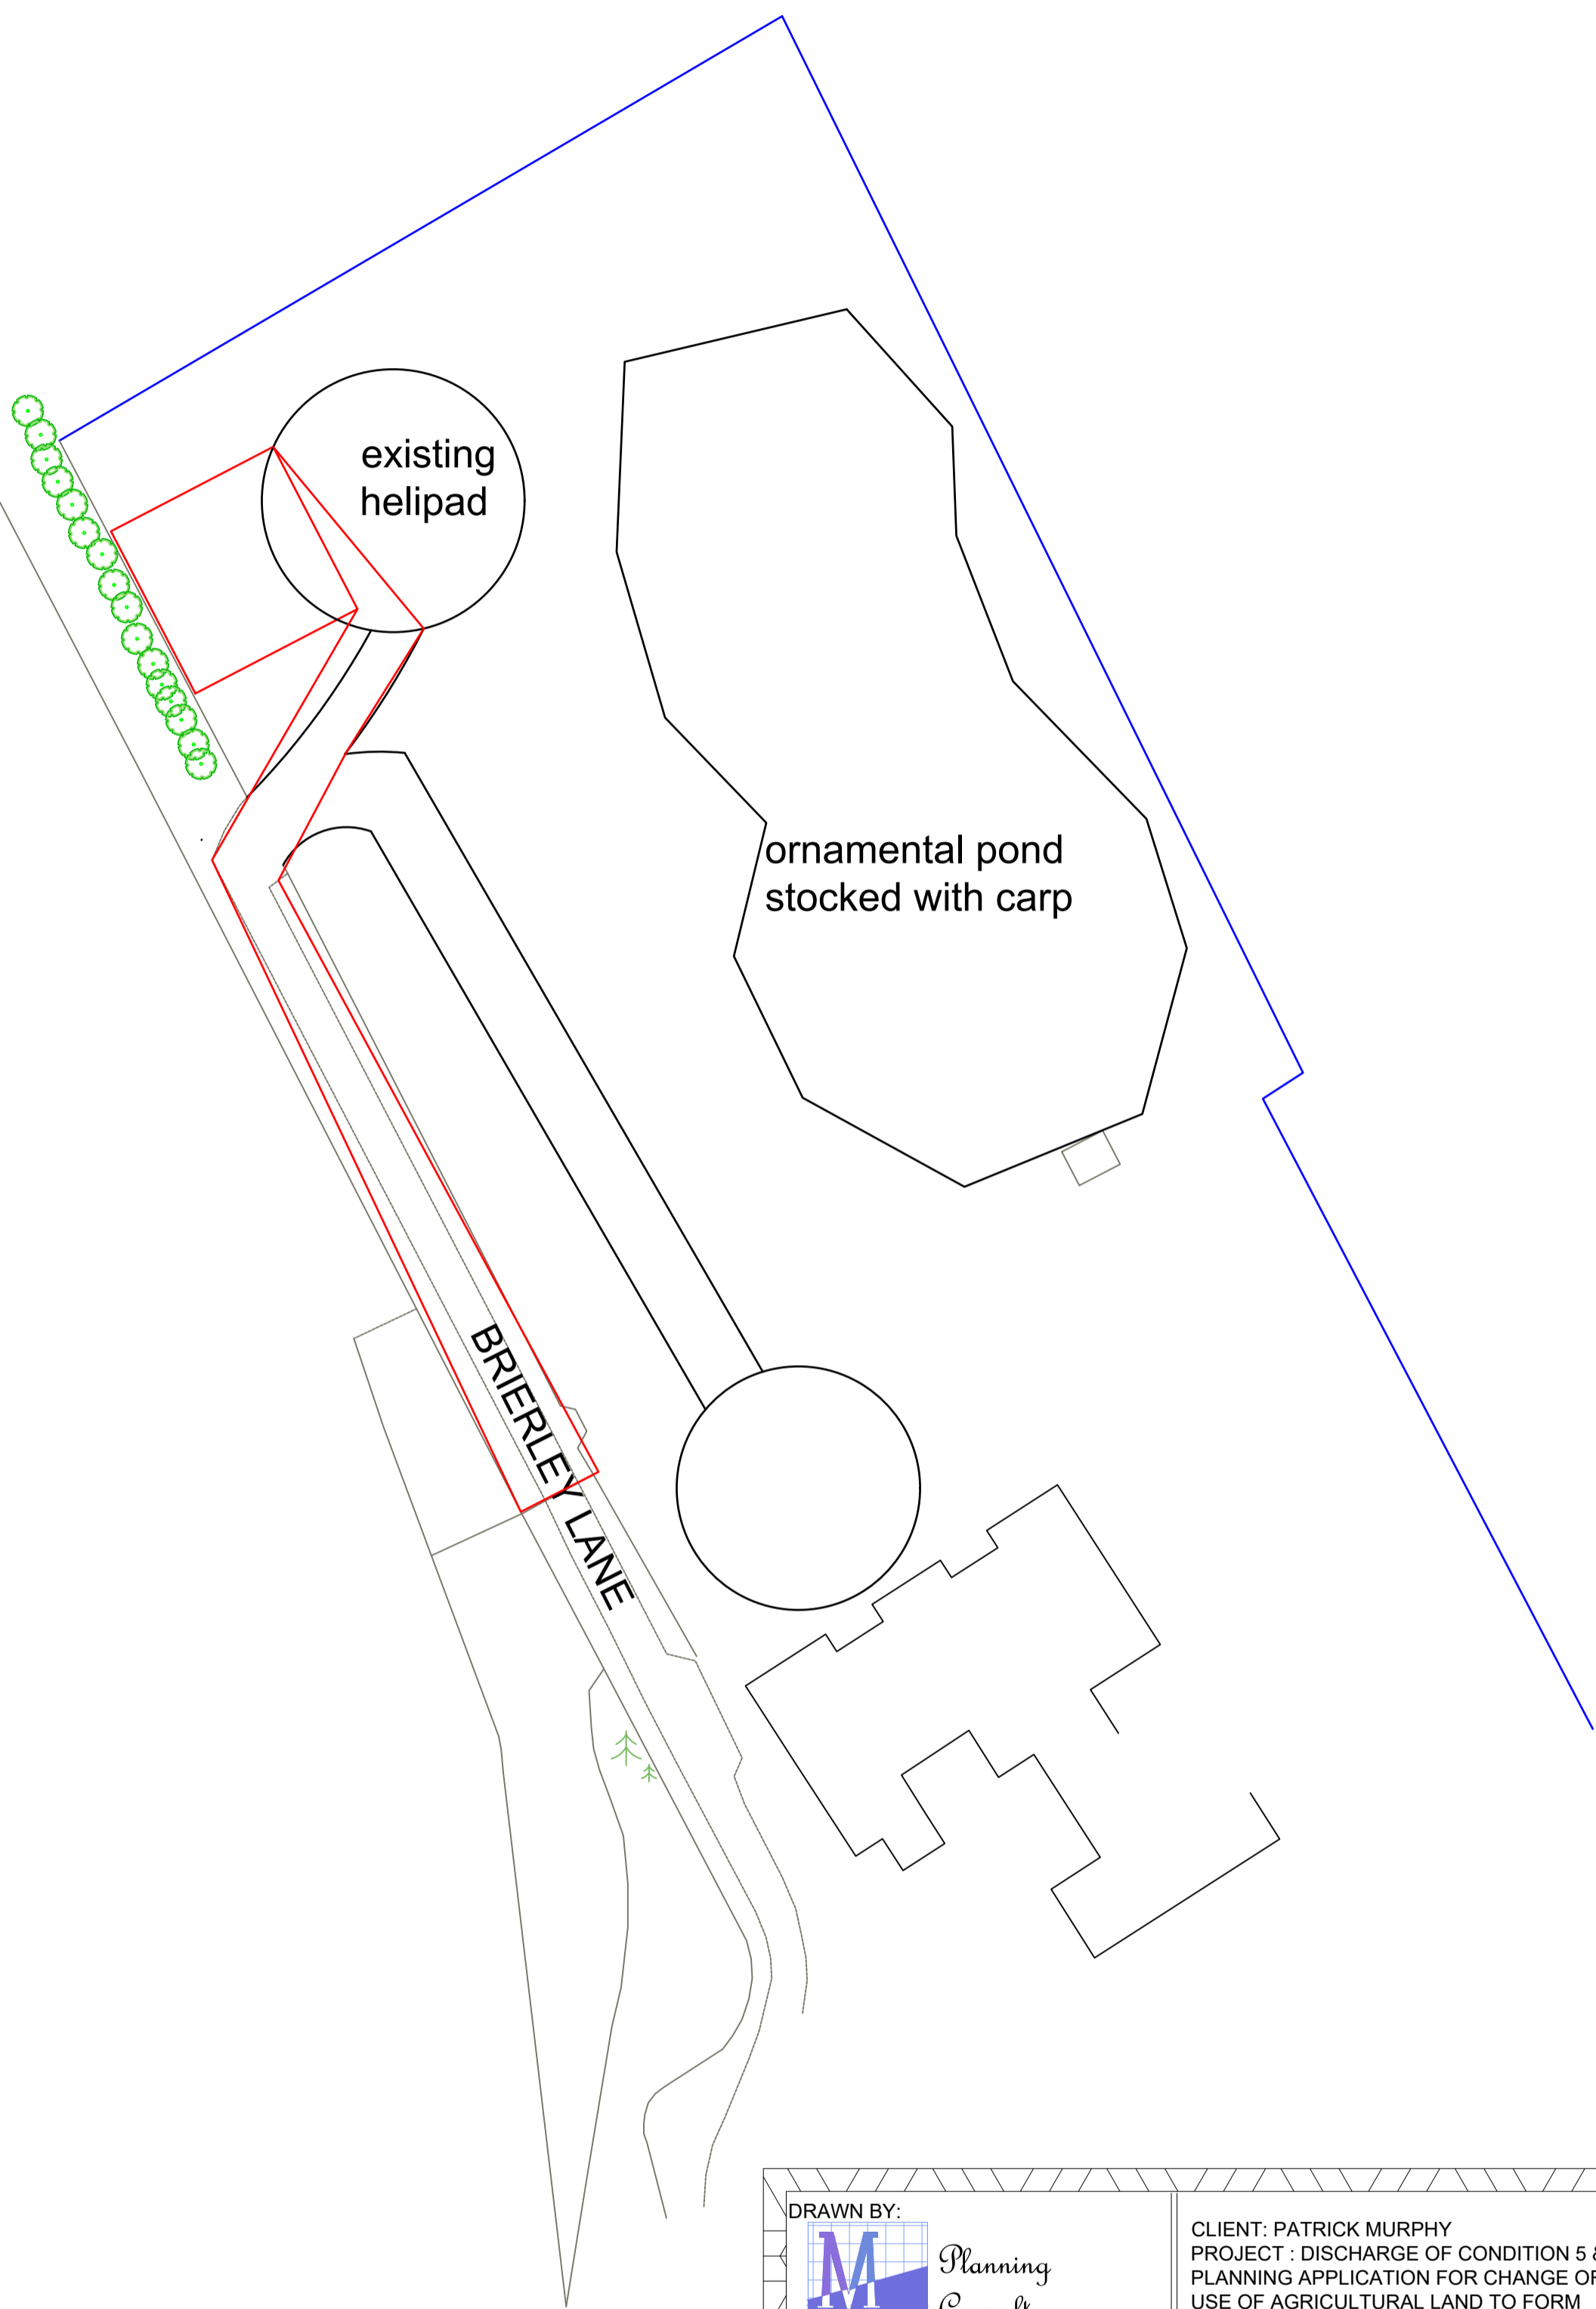 existing
helipad
ornamental pond
stocked with carp
BRIERLEY LANE
DRAWN BY:
M
Planning
CLIENT: PATRICK MURPHY
PROJECT : DISCHARGE OF CONDITION 5 &
PLANNING APPLICATION FOR CHANGE OF
USE OF AGRICULTURAL LAND TO FORM